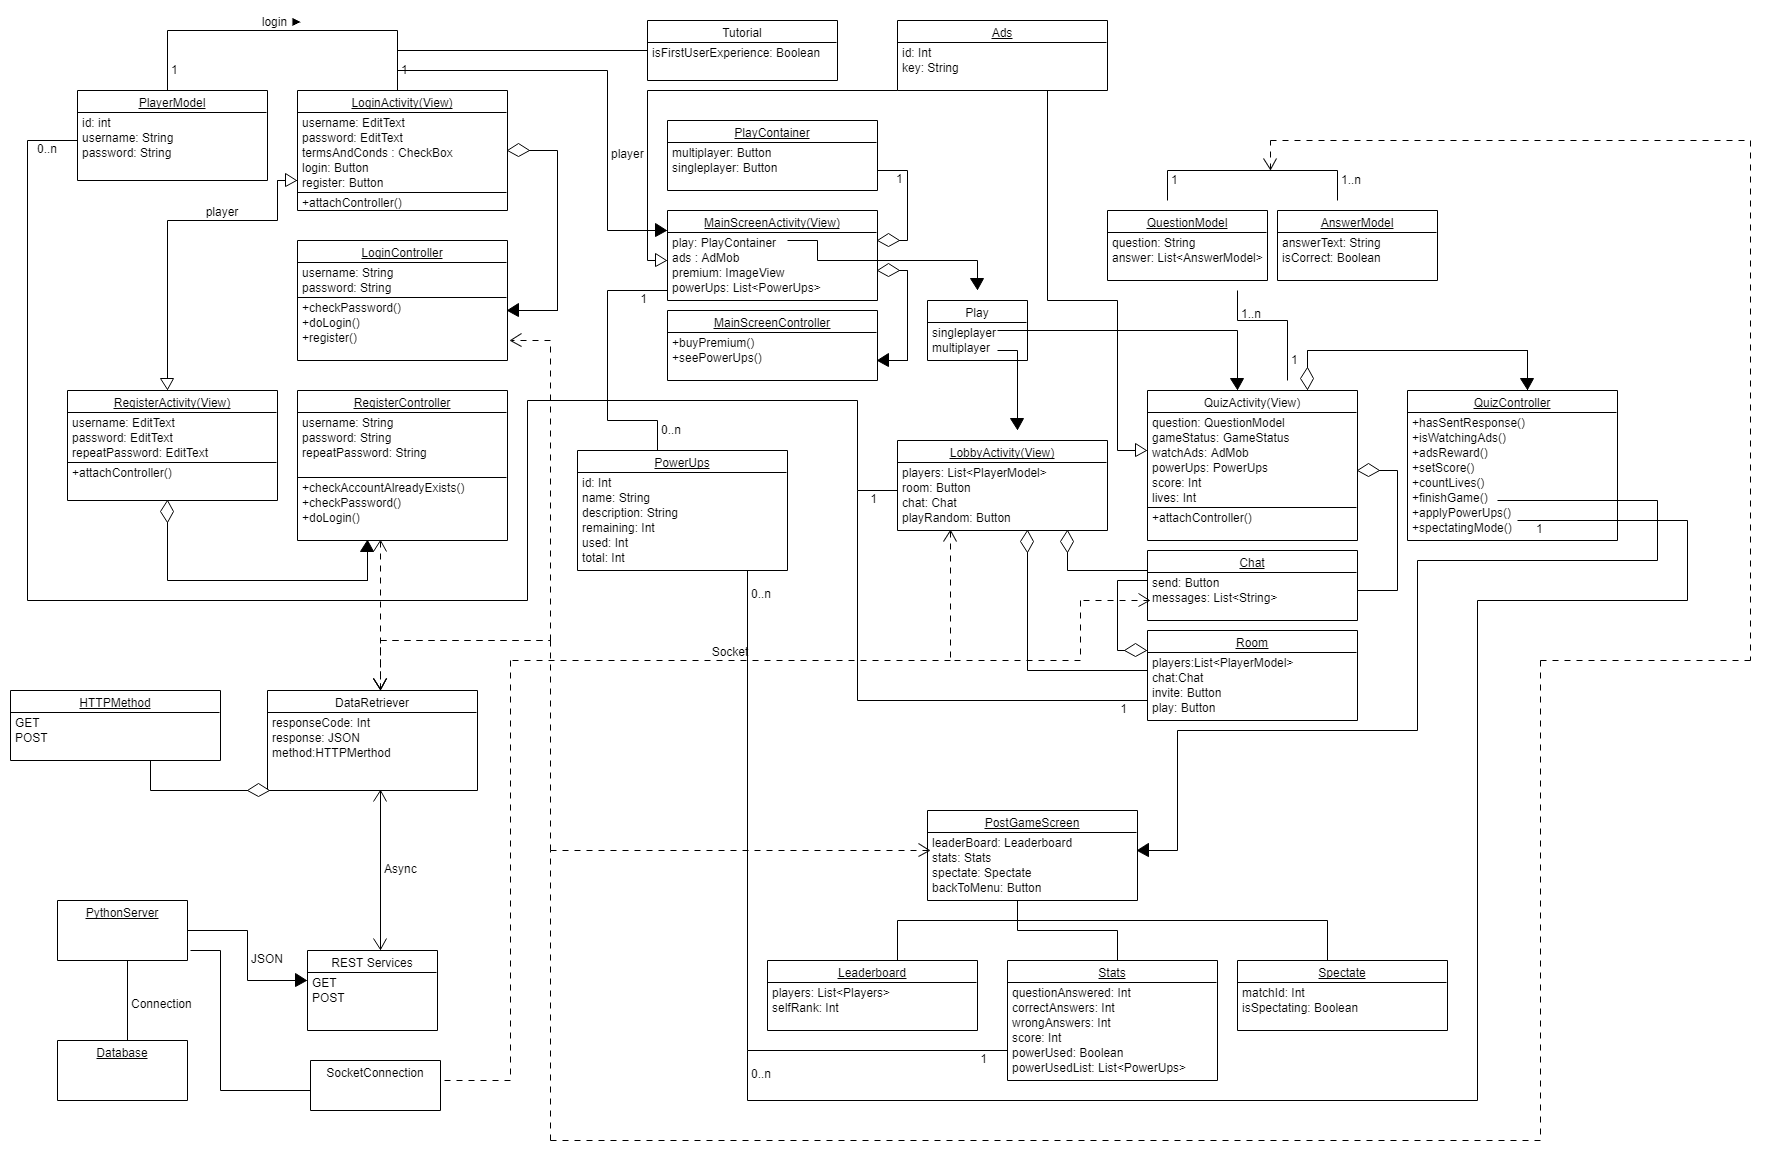 login ►
1
1
Tutorial
isFirstUserExperience: Boolean
Ads
id: Int
key: String
PlayerModel
id: int
username: String
password: String
0..n
LoginActivity(View)
username: EditText
password: EditText
termsAndConds : CheckBox
login: Button
register: Button
+attachController()
player
player
PlayContainer
multiplayer: Button
singleplayer: Button
1
MainScreenActivity(View)
play: PlayContainer
ads : AdMob
premium: ImageView
powerUps: List<PowerUps>
1
MainScreenController
+buyPremium()
+seePowerUps()
1
1..n
QuestionModel
question: String
answer: List<AnswerModel>
AnswerModel
answerText: String
isCorrect: Boolean
1..n
1
LoginController
username: String
password: String
+checkPassword()
+doLogin()
+register()
Play
singleplayer
multiplayer
RegisterActivity(View)
username: EditText
password: EditText
repeatPassword: EditText
+attachController()
RegisterController
username: String
password: String
repeatPassword: String
+checkAccountAlreadyExists()
+checkPassword()
+doLogin()
0..n
PowerUps
id: Int
name: String
description: String
remaining: Int
used: Int
total: Int
0..n
LobbyActivity(View)
players: List<PlayerModel>
room: Button
chat: Chat
playRandom: Button
1
QuizActivity(View)
question: QuestionModel
gameStatus: GameStatus
watchAds: AdMob
powerUps: PowerUps
score: Int
lives: Int
+attachController()
QuizController
+hasSentResponse()
+isWatchingAds()
+adsReward()
+setScore()
+countLives()
+finishGame()
+applyPowerUps()
+spectatingMode()
1
Chat
send: Button
messages: List<String>
Room
players:List<PlayerModel>
chat:Chat
invite: Button
play: Button
1
Socket
HTTPMethod
GET
POST
DataRetriever
responseCode: Int
response: JSON
method:HTTPMerthod
Async
PostGameScreen
leaderBoard: Leaderboard
stats: Stats
spectate: Spectate
backToMenu: Button
PythonServer
JSON
REST Services
GET
POST
Connection
Database
SocketConnection
Leaderboard
players: List<Players>
selfRank: Int
Stats
questionAnswered: Int
correctAnswers: Int
wrongAnswers: Int
score: Int
powerUsed: Boolean
powerUsedList: List<PowerUps>
Spectate
matchId: Int
isSpectating: Boolean
1
0..n